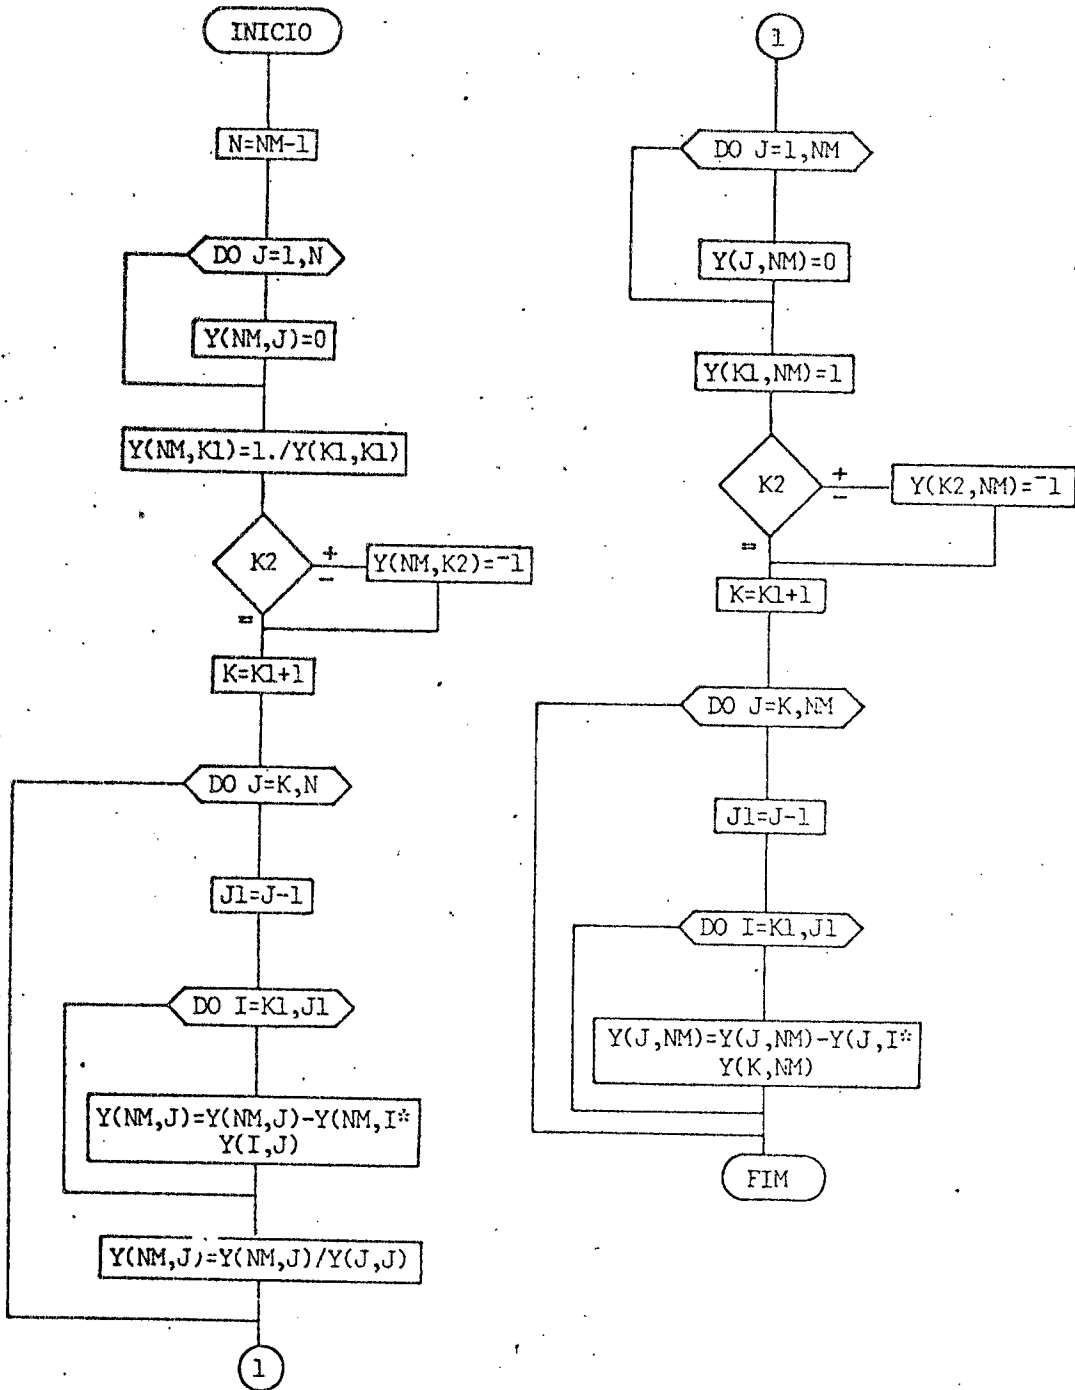 INICIO
N=NM-1
DO J=1,N
Y(NM,J)=0
Y(NM,K1)=1./Y(K1,K1)
K2
+
-
Y(NM,K2)=-1
=
K=K1+1
DO J=K,N
J1=J-1
DO I=K1,J1
Y(NM,J)=Y(NM,J)-Y(NM,I*
Y(I,J)
Y(NM,J)=Y(NM,J)/Y(J,J)
1
1
DO J=1,NM
Y(J,NM)=0
Y(K1,NM)=1
K2
+
-
Y(K2,NM)=-1
=
K=K1+1
DO J=K,NM
J1=J-1
DO I=K1,J1
Y(J,NM)=Y(J,NM)-Y(J,I*
Y(K,NM)
FIM